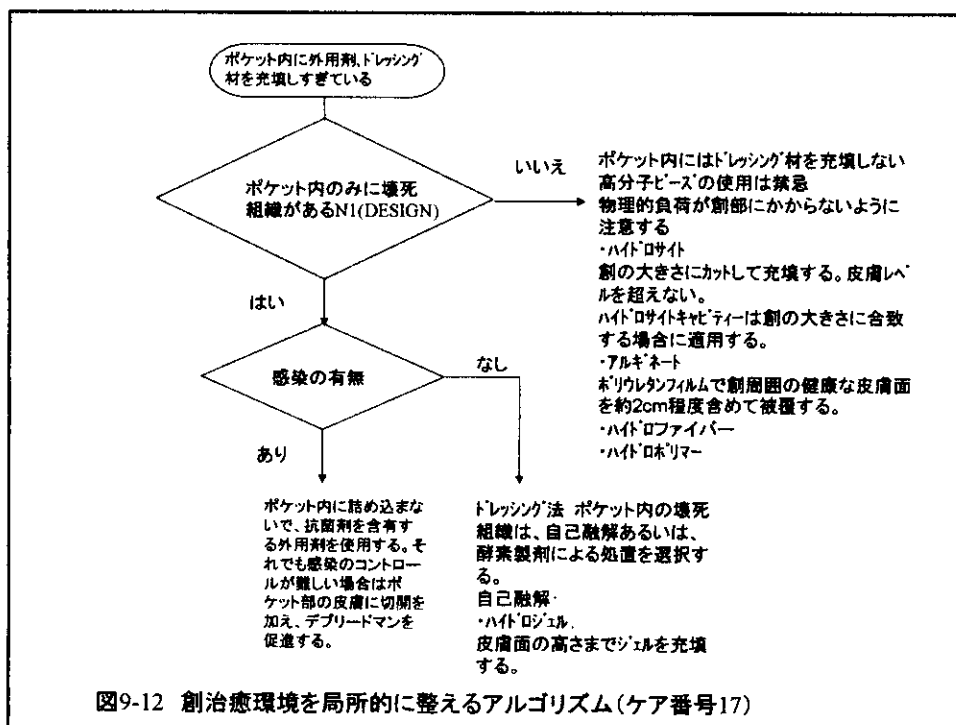 ポケット内に外用剤、ドレッシング
材を充填しすぎている
ポケット内のみに壊死
組織があるN1(DESIGN)
いいえ
ポケット内にはドレッシング材を充填しない
高分子ビーズの使用は禁忌
物理的負荷が創部にかからないように
注意する
・ハイドロサイト
創の大きさにカットして充填する。皮膚レベ
ルを超えない。
ハイドロサイトキャビティーは創の大きさに合致
する場合に適用する。
・アルギネート
ポリウレタンフィルムで創周囲の健康な皮膚面
を約2cm程度含めて被覆する。
・ハイドロファイバー
・ハイドロポリマー
はい
感染の有無
なし
あり
ポケット内に詰め込まな
いで、抗菌剤を含有す
る外用剤を使用する。そ
れでも感染のコントロー
ルが難しい場合はポ
ケット部の皮膚に切開を
加え、デブリードマンを
促進する。
ドレッシング法 ポケット内の壊死
組織は、自己融解あるいは、
酵素製剤による処置を選択す
る。
自己融解・
・ハイドロジェル.
皮膚面の高さまでジェルを充填
する。
図9-12 創治癒環境を局所的に整えるアルゴリズム(ケア番号17)